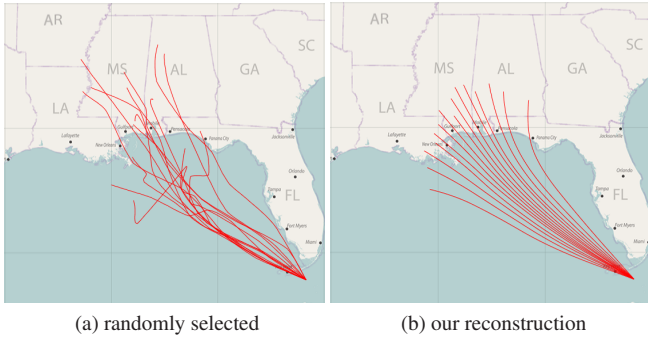 AR
SC
MS
AL
GA
LA
Lafayette
New Orleans
Pensacola
Panama City
FL
Tampa
Orlando
Fort Myers
Miami
(a) randomly selected
AR
SC
MS
AL
GA
LA
Lafayette
New Orleans
Pensacola
Panama City
Jacksonville
Orlando
Tampa
FL
Fort Myers
Miami
(b) our reconstruction